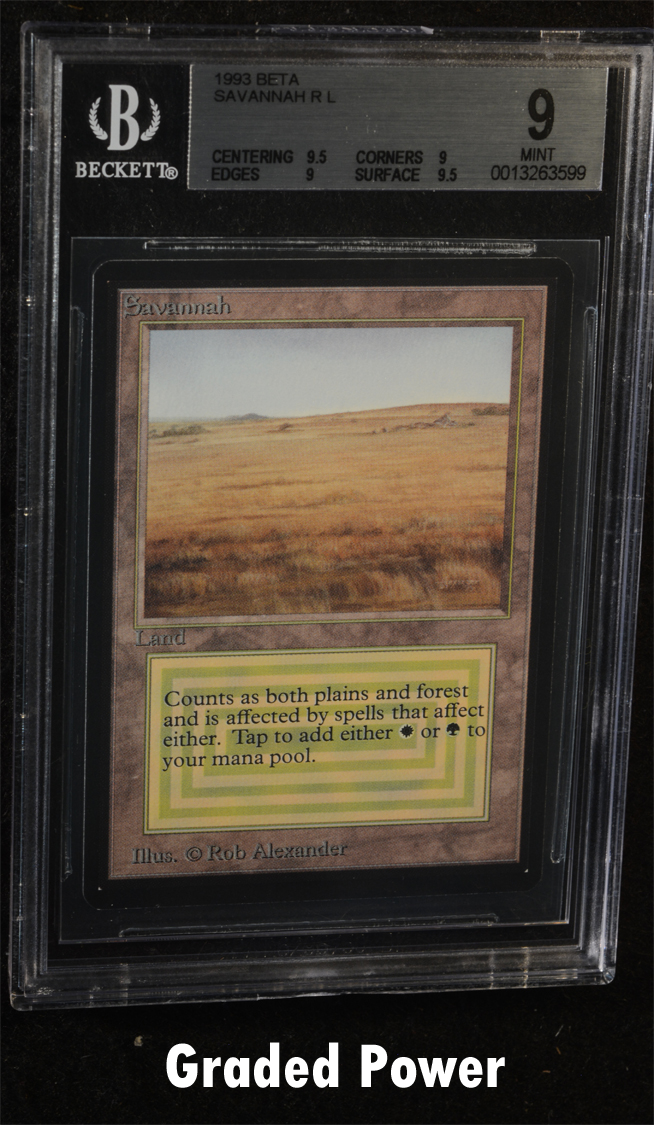 B
BECKETT®
1993 BETA
SAVANNAH R L
CENTERING 9.5 CORNERS 9
EDGES 9 SURFACE 9.5
9
MINT
0013263599
Savannah
Land
Counts as both plains and forest
and is affected by spells that affect
either. Tap to add either or to
your mana pool.
Illus. © Rob Alexander
Graded Power